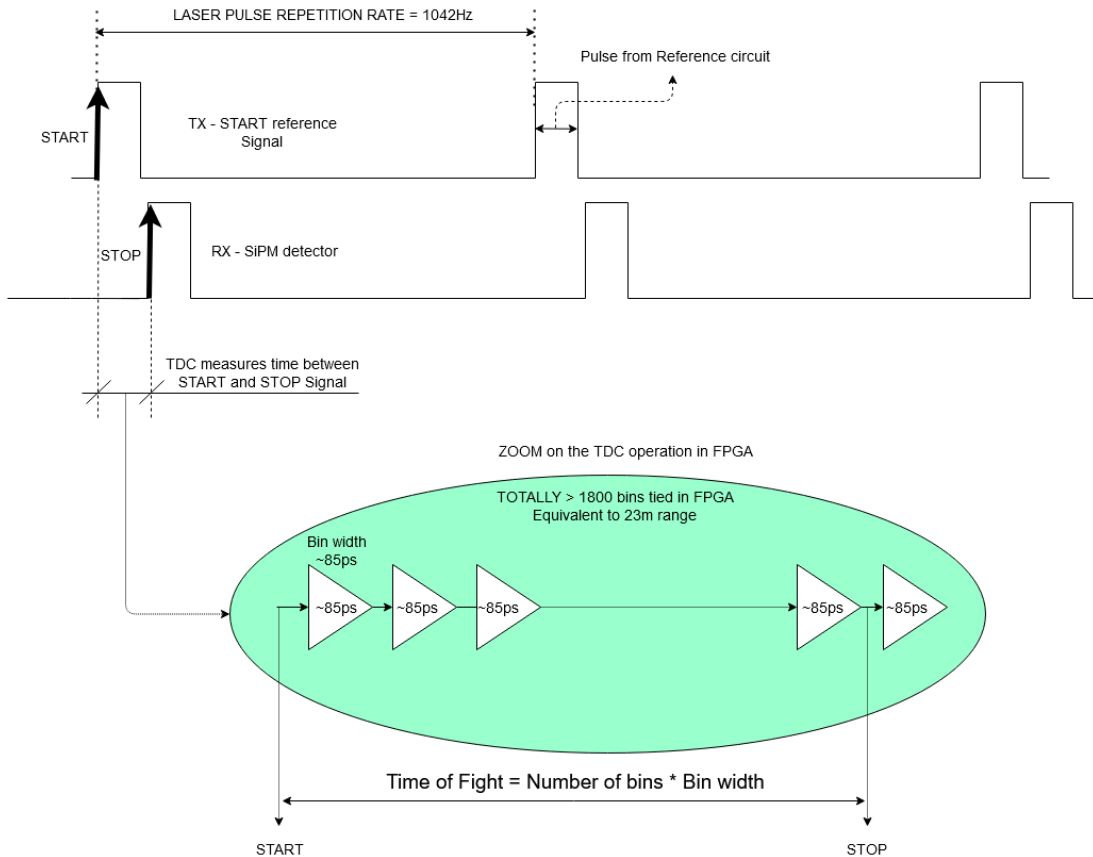 LASER PULSE REPETITION RATE = 1042Hz
Pulse from Reference circuit
START
TX - START reference
Signal
STOP
RX - SiPM detector
TDC measures time between
START and STOP Signal
ZOOM on the TDC operation in FPGA
TOTALLY > 1800 bins tied in FPGA
Equivalent to 23m range
Bin width
~85ps
~85ps
~85ps
~85ps
~85ps
~85ps
Time of Fight = Number of bins * Bin width
START
STOP